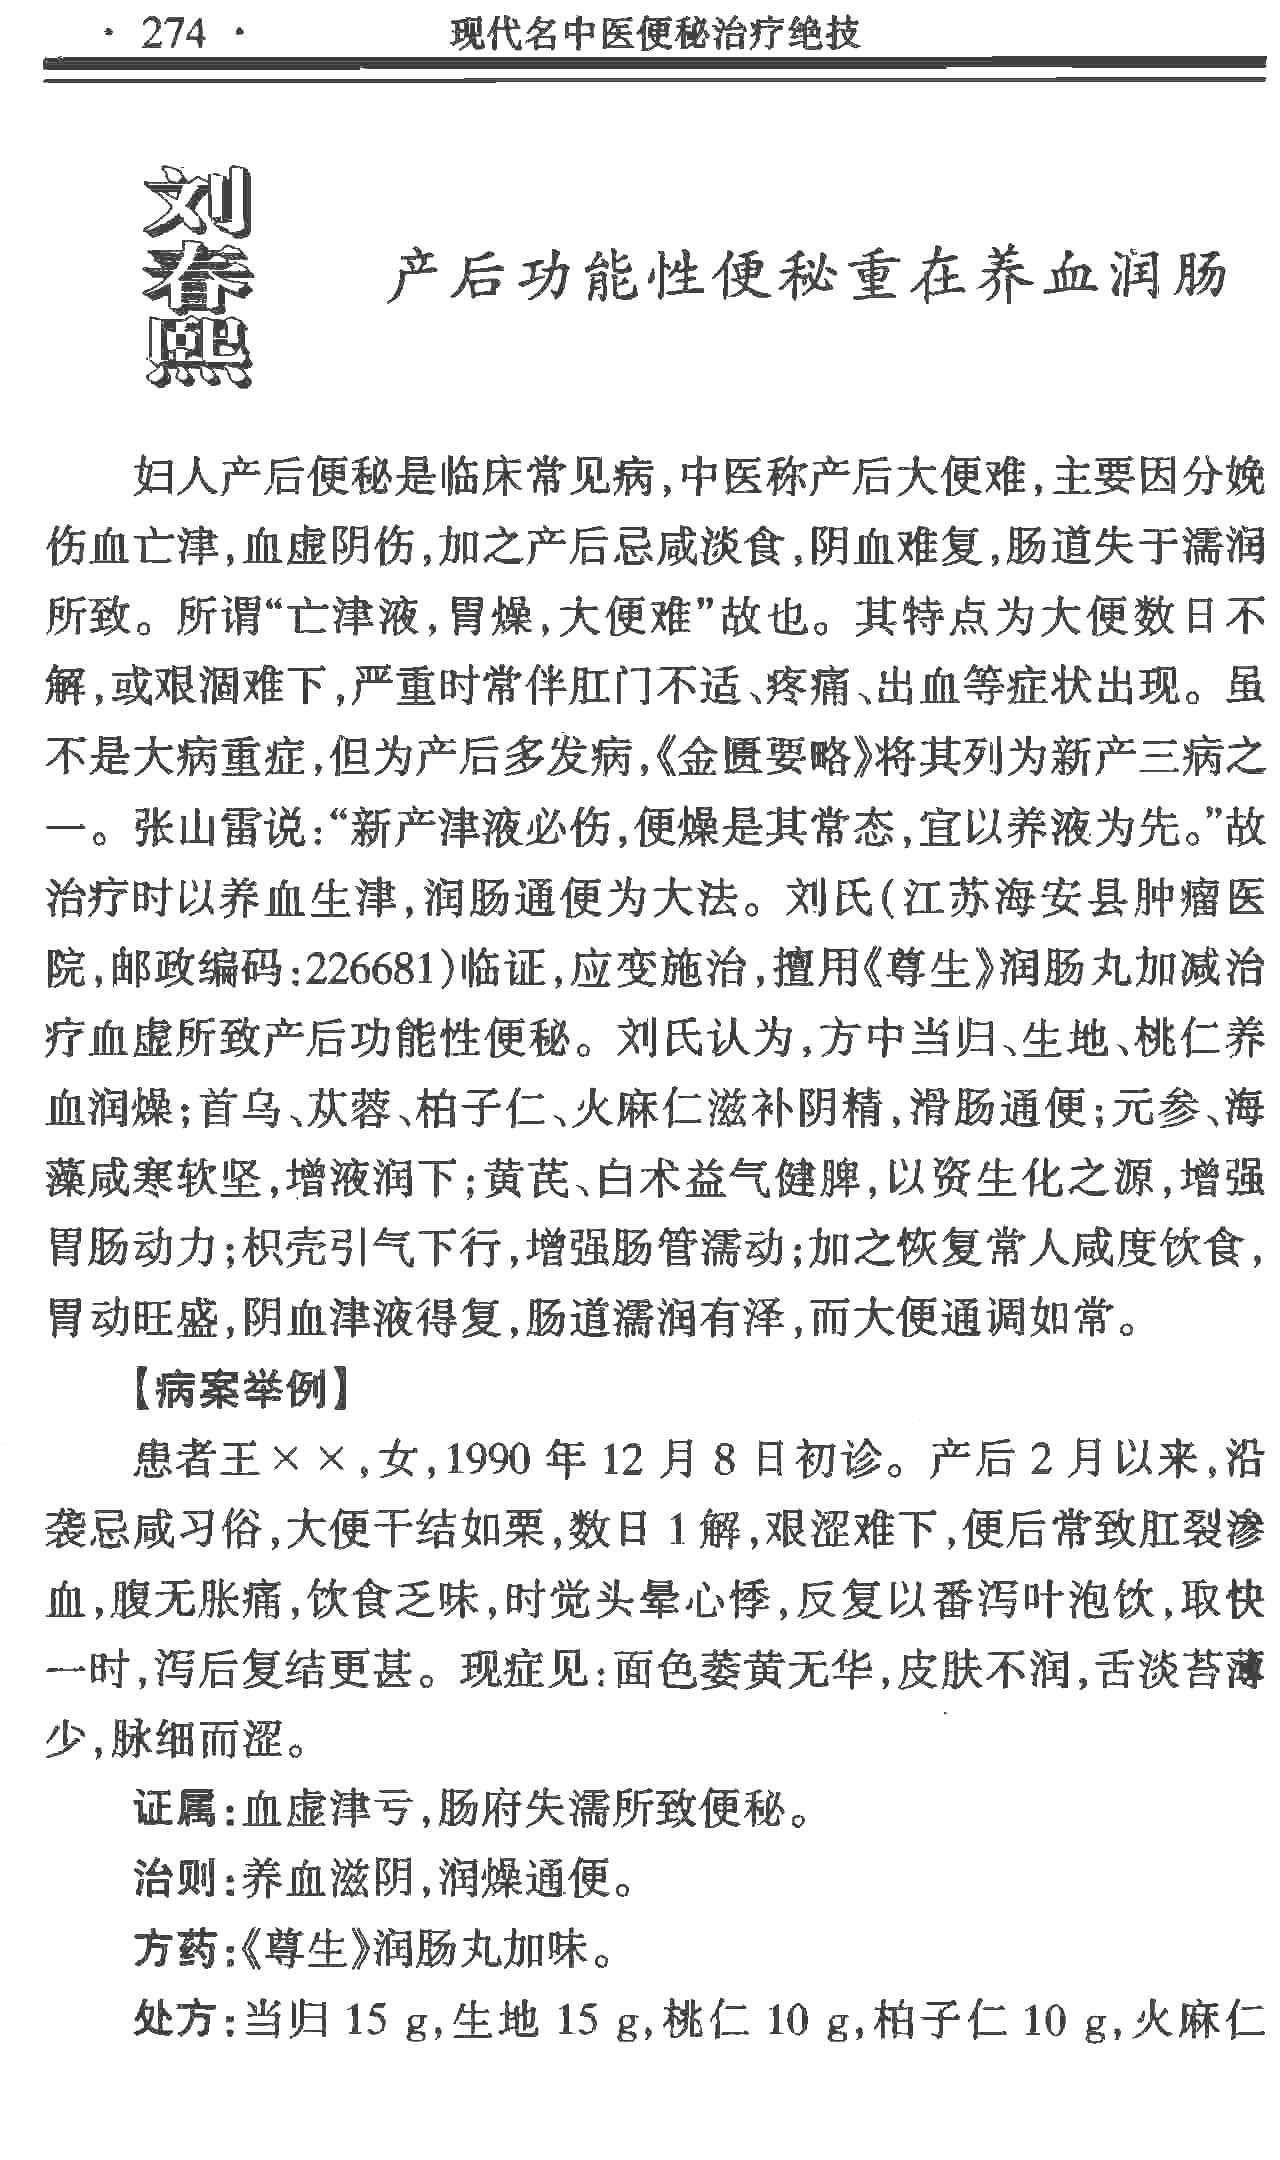 · 274 ·
现代名中医便秘治疗绝技
刘春熙
产后功能性便秘重在养血润肠
妇人产后便秘是临床常见病,中医称产后大便难,主要因分娩
伤血亡津,血虚阴伤,加之产后忌咸淡食,阴血难复,肠道失于濡润
所致。所谓“亡津液,胃燥,大便难”故也。其特点为大便数日不
解,或艰涸难下,严重时常伴肛门不适、疼痛、出血等症状出现。虽
不是大病重症,但为产后多发病,《金匮要略》将其列为新产三病之
一。张山雷说:“新产津液必伤,便燥是其常态,宜以养液为先。”故
治疗时以养血生津,润肠通便为大法。刘氏(江苏海安县肿瘤医
院,邮政编码:226681)临证,应变施治,擅用《尊生》润肠丸加减治
疗血虚所致产后功能性便秘。刘氏认为,方中当归、生地、桃仁养
血润燥;首乌、苁蓉、柏子仁、火麻仁滋补阴精,滑肠通便;元参、海
藻咸寒软坚,增液润下;黄芪、白术益气健脾,以资生化之源,增强
胃肠动力;枳壳引气下行,增强肠管濡动;加之恢复常人咸度饮食,
胃动旺盛,阴血津液得复,肠道濡润有泽,而大便通调如常。
【病案举例】
患者王××,女,1990 年 12 月 8 日初诊。产后 2 月以来,沿
袭忌咸习俗,大便干结如栗,数日 1 解,艰涩难下,便后常致肛裂渗
血,腹无胀痛,饮食乏味,时觉头晕心悸,反复以番泻叶泡饮,取快
一时,泻后复结更甚。现症见:面色萎黄无华,皮肤不润,舌淡苔薄
少,脉细而涩。
证属:血虚津亏,肠府失濡所致便秘。
治则:养血滋阴,润燥通便。
方药:《尊生》润肠丸加味。
处方:当归 15 g,生地 15 g,桃仁 10 g,柏子仁 10 g,火麻仁